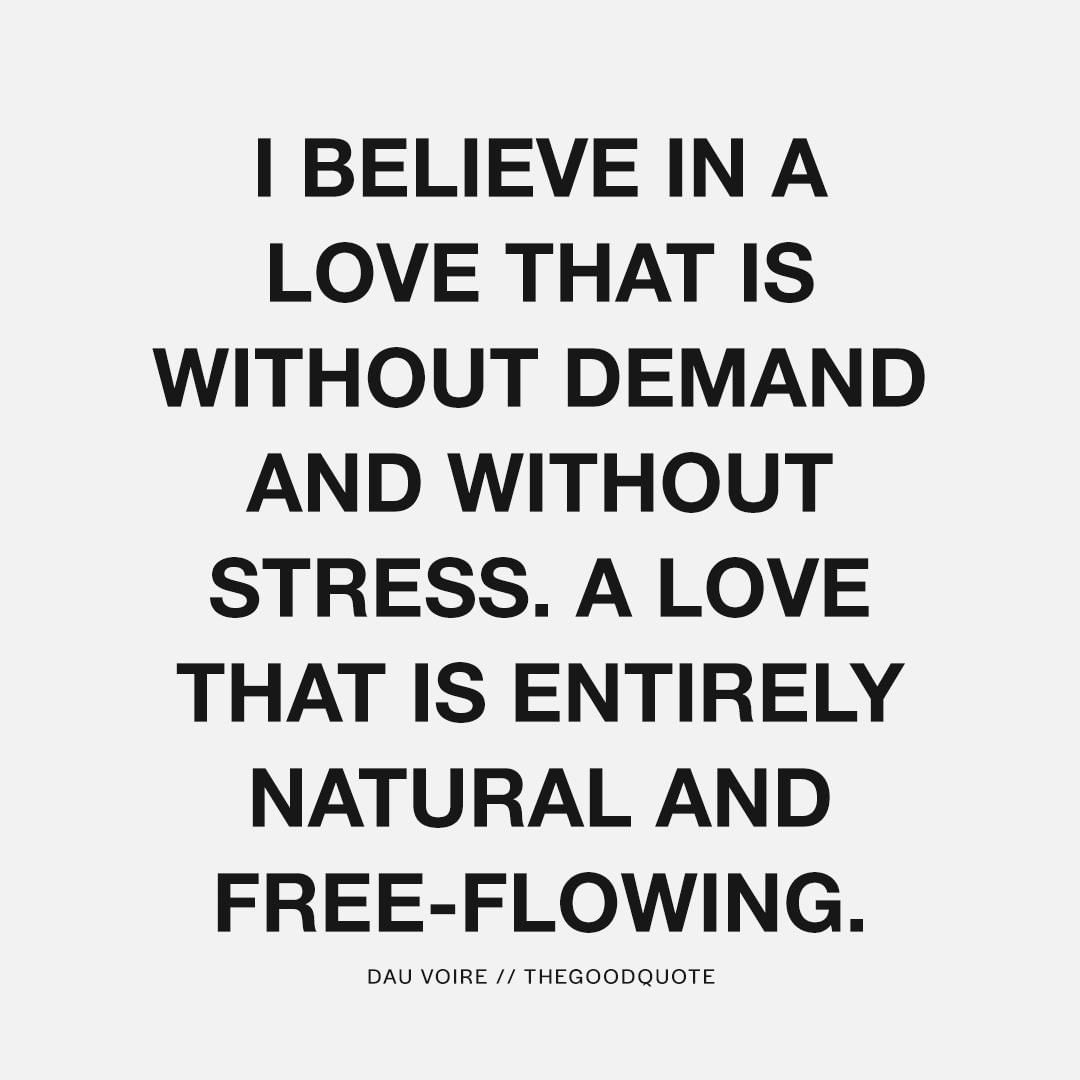 I BELIEVE IN A
LOVE THAT IS
WITHOUT DEMAND
AND WITHOUT
STRESS. A LOVE
THAT IS ENTIRELY
NATURAL AND
FREE-FLOWING.
DAU VOIRE // THEGOODQUOTE